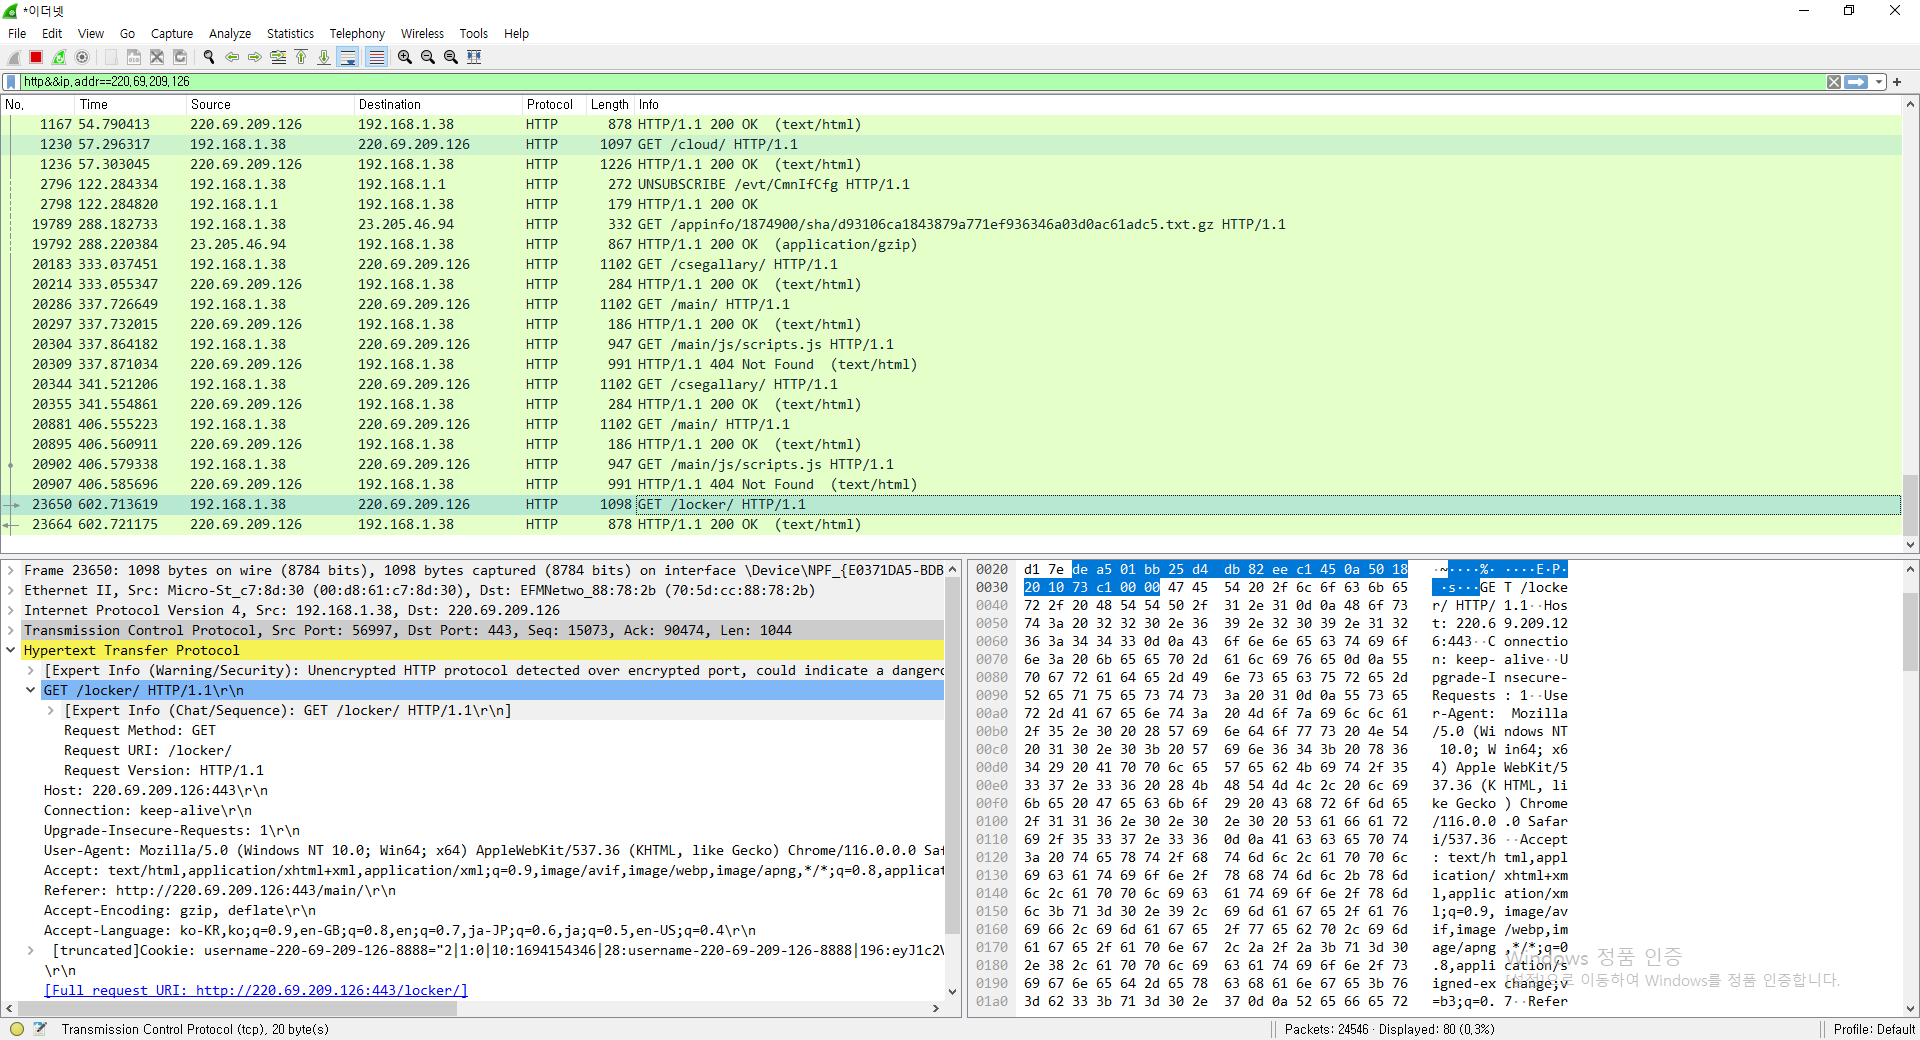 *이더넷
File Edit View Go Capture Analyze Statistics Telephony Wireless Tools Help
http&&ip.addr==220.69.209.126
No. Time Source Destination Protocol Length Info
1167 54.790413 220.69.209.126 192.168.1.38 HTTP 878 HTTP/1.1 200 OK (text/html)
1230 57.296317 192.168.1.38 220.69.209.126 HTTP 1097 GET /cloud/ HTTP/1.1
1236 57.303045 220.69.209.126 192.168.1.38 HTTP 1226 HTTP/1.1 200 OK (text/html)
2796 122.284334 192.168.1.38 192.168.1.1 HTTP 272 UNSUBSCRIBE /evt/CmnIfCfg HTTP/1.1
2798 122.284820 192.168.1.1 192.168.1.38 HTTP 179 HTTP/1.1 200 OK
19789 288.182733 192.168.1.38 23.205.46.94 HTTP 332 GET /appinfo/1874900/sha/d93106ca1843879a771ef936346a03d0ac61adc5.txt.gz HTTP/1.1
19792 288.220384 23.205.46.94 192.168.1.38 HTTP 867 HTTP/1.1 200 OK (application/gzip)
20183 333.037451 192.168.1.38 220.69.209.126 HTTP 1102 GET /csegallary/ HTTP/1.1
20214 333.055347 220.69.209.126 192.168.1.38 HTTP 284 HTTP/1.1 200 OK (text/html)
20286 337.726649 192.168.1.38 220.69.209.126 HTTP 1102 GET /main/ HTTP/1.1
20297 337.732015 220.69.209.126 192.168.1.38 HTTP 186 HTTP/1.1 200 OK (text/html)
20304 337.864182 192.168.1.38 220.69.209.126 HTTP 947 GET /main/js/scripts.js HTTP/1.1
20309 337.871034 220.69.209.126 192.168.1.38 HTTP 991 HTTP/1.1 404 Not Found (text/html)
20344 341.521206 192.168.1.38 220.69.209.126 HTTP 1102 GET /csegallary/ HTTP/1.1
20355 341.554861 220.69.209.126 192.168.1.38 HTTP 284 HTTP/1.1 200 OK (text/html)
20881 406.555223 192.168.1.38 220.69.209.126 HTTP 1102 GET /main/ HTTP/1.1
20895 406.560911 220.69.209.126 192.168.1.38 HTTP 186 HTTP/1.1 200 OK (text/html)
20902 406.579338 192.168.1.38 220.69.209.126 HTTP 947 GET /main/js/scripts.js HTTP/1.1
20907 406.585696 220.69.209.126 192.168.1.38 HTTP 991 HTTP/1.1 404 Not Found (text/html)
23650 602.713619 192.168.1.38 220.69.209.126 HTTP 1098 GET /locker/ HTTP/1.1
23664 602.721175 220.69.209.126 192.168.1.38 HTTP 878 HTTP/1.1 200 OK (text/html)
Frame 23650: 1098 bytes on wire (8784 bits), 1098 bytes captured (8784 bits) on interface \Device\NPF_{E0371DA5-BDB
Ethernet II, Src: Micro-St_c7:8d:30 (00:d8:61:c7:8d:30), Dst: EFMNetwo_88:78:2b (70:5d:cc:88:78:2b)
Internet Protocol Version 4, Src: 192.168.1.38, Dst: 220.69.209.126
Transmission Control Protocol, Src Port: 56997, Dst Port: 443, Seq: 15073, Ack: 90474, Len: 1044
Hypertext Transfer Protocol
[Expert Info (Warning/Security): Unencrypted HTTP protocol detected over encrypted port, could indicate a dangero
GET /locker/ HTTP/1.1\r\n
[Expert Info (Chat/Sequence): GET /locker/ HTTP/1.1\r\n]
Request Method: GET
Request URI: /locker/
Request Version: HTTP/1.1
Host: 220.69.209.126:443\r\n
Connection: keep-alive\r\n
Upgrade-Insecure-Requests: 1\r\n
User-Agent: Mozilla/5.0 (Windows NT 10.0; Win64; x64) AppleWebKit/537.36 (KHTML, like Gecko) Chrome/116.0.0.0 Saf
Accept: text/html,application/xhtml+xml,application/xml;q=0.9,image/avif,image/webp,image/apng,*/*;q=0.8,applicat
Referer: http://220.69.209.126:443/main/\r\n
Accept-Encoding: gzip, deflate\r\n
Accept-Language: ko-KR,ko;q=0.9,en-GB;q=0.8,en;q=0.7,ja-JP;q=0.6,ja;q=0.5,en-US;q=0.4\r\n
[truncated]Cookie: username-220-69-209-126-8888="2|1:0|10:1694154346|28:username-220-69-209-126-8888|196:eyJ1c2V
\r\n
[Full request URI: http://220.69.209.126:443/locker/]
0020 d1 7e de a5 01 bb 25 d4 db 82 ee c1 45 0a 50 18 ·~····%· ····E·P·
0030 20 10 73 c1 00 00 47 45 54 20 2f 6c 6f 63 6b 65 ·s···GE T /locke
0040 72 2f 20 48 54 54 50 2f 31 2e 31 0d 0a 48 6f 73 r/ HTTP/ 1.1··Hos
0050 74 3a 20 32 32 30 2e 36 39 2e 32 30 39 2e 31 32 t: 220.6 9.209.12
0060 36 3a 34 34 33 0d 0a 43 6f 6e 6e 65 63 74 69 6f 6:443··C onnectio
0070 6e 3a 20 6b 65 65 70 2d 61 6c 69 76 65 0d 0a 55 n: keep- alive··U
0080 70 67 72 61 64 65 2d 49 6e 73 65 63 75 72 65 2d pgrade-I nsecure-
0090 52 65 71 75 65 73 74 73 3a 20 31 0d 0a 55 73 65 Requests : 1··Use
00a0 72 2d 41 67 65 6e 74 3a 20 4d 6f 7a 69 6c 6c 61 r-Agent: Mozilla
00b0 2f 35 2e 30 20 28 57 69 6e 64 6f 77 73 20 4e 54 /5.0 (Wi ndows NT
00c0 20 31 30 2e 30 3b 20 57 69 6e 36 34 3b 20 78 36 10.0; W in64; x6
00d0 34 29 20 41 70 70 6c 65 57 65 62 4b 69 74 2f 35 4) Apple WebKit/5
00e0 33 37 2e 33 36 20 28 4b 48 54 4d 4c 2c 20 6c 69 37.36 (K HTML, li
00f0 6b 65 20 47 65 63 6b 6f 29 20 43 68 72 6f 6d 65 ke Gecko ) Chrome
0100 2f 31 31 36 2e 30 2e 30 2e 30 20 53 61 66 61 72 /116.0.0 .0 Safar
0110 69 2f 35 33 37 2e 33 36 0d 0a 41 63 63 65 70 74 i/537.36 ··Accept
0120 3a 20 74 65 78 74 2f 68 74 6d 6c 2c 61 70 70 6c : text/h tml,appl
0130 69 63 61 74 69 6f 6e 2f 78 68 74 6d 6c 2b 78 6d ication/ xhtml+xm
0140 6c 2c 61 70 70 6c 69 63 61 74 69 6f 6e 2f 78 6d l,applic ation/xm
0150 6c 3b 71 3d 30 2e 39 2c 69 6d 61 67 65 2f 61 76 l;q=0.9, image/av
0160 69 66 2c 69 6d 61 67 65 2f 77 65 62 70 2c 69 6d if,image /webp,im
0170 61 67 65 2f 61 70 6e 67 2c 2a 2f 2a 3b 71 3d 30 age/apng ,*/*;q=0
0180 2e 38 2c 61 70 70 6c 69 63 61 74 69 6f 6e 2f 73 .8,appli cation/s
0190 69 67 6e 65 64 2d 65 78 63 68 61 6e 67 65 3b 76 igned-ex change;v
01a0 3d 62 33 3b 71 3d 30 2e 37 0d 0a 52 65 66 65 72 =b3;q=0. 7··Refer
Windows 정품 인증
[설정]으로 이동하여 Windows를 정품 인증합니다.
Transmission Control Protocol (tcp), 20 byte(s) Packets: 24546 · Displayed: 80 (0.3%) Profile: Default